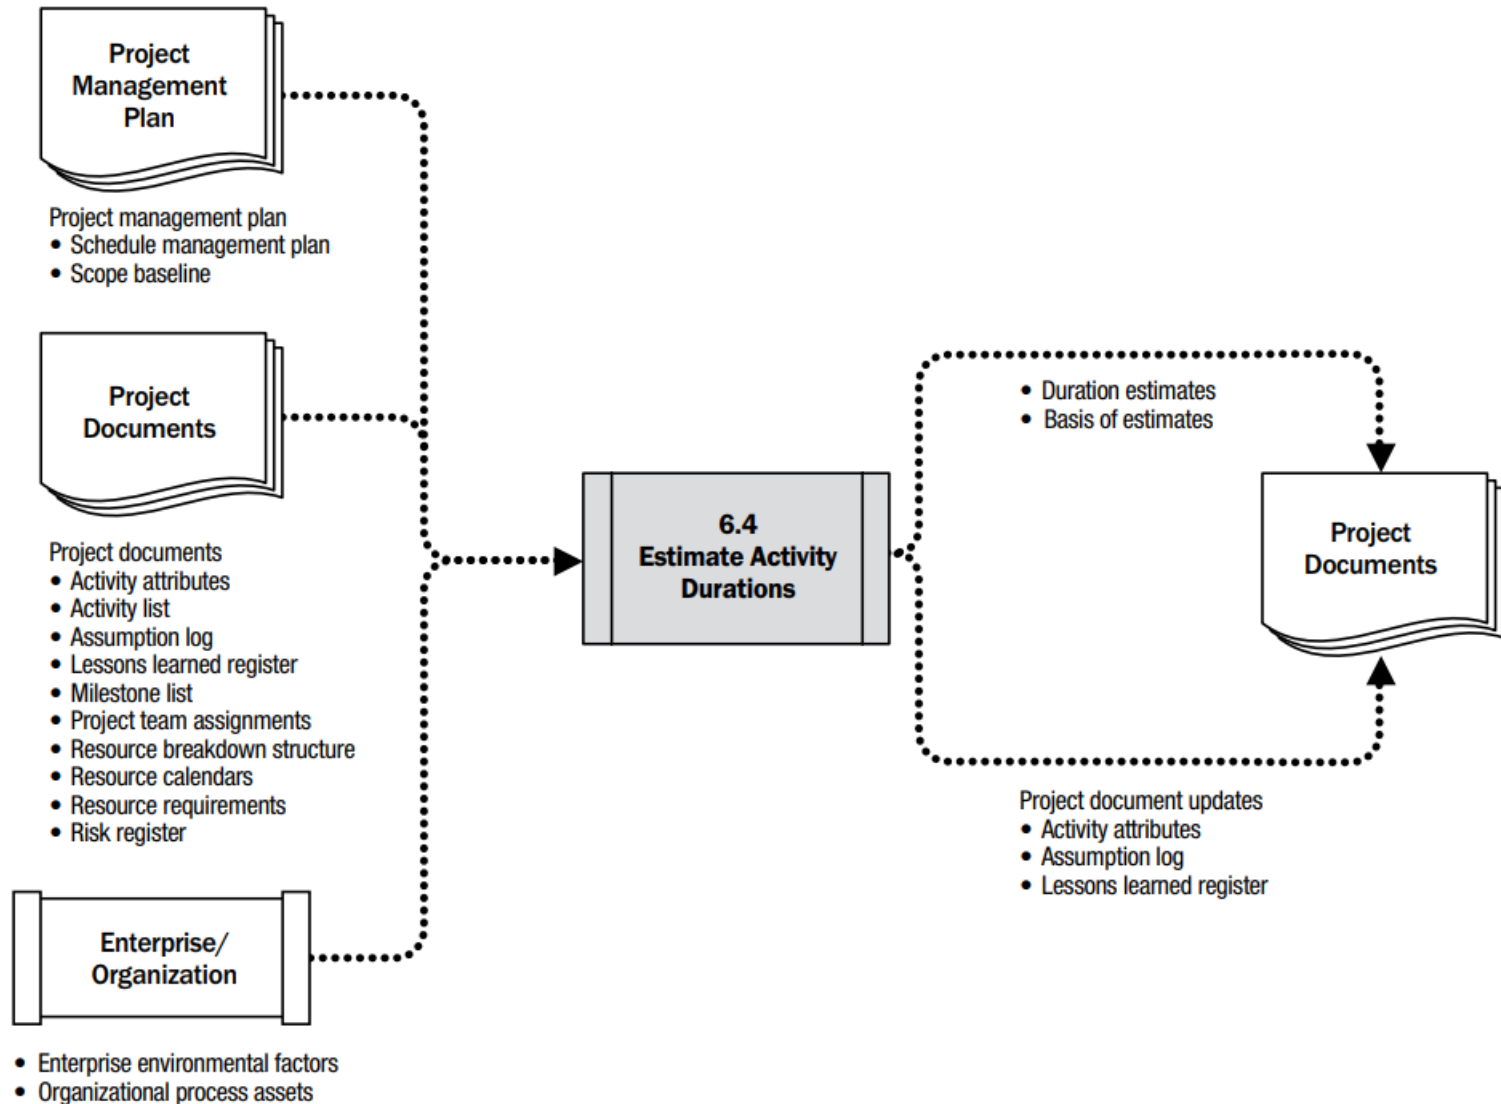 Project
Management
Plan
Project management plan
• Schedule management plan
• Scope baseline
Project
Documents
Project documents
• Activity attributes
• Activity list
• Assumption log
• Lessons learned register
• Milestone list
• Project team assignments
• Resource breakdown structure
• Resource calendars
• Resource requirements
• Risk register
Enterprise/
Organization
• Enterprise environmental factors
• Organizational process assets
6.4
Estimate Activity
Durations
• Duration estimates
• Basis of estimates
Project
Documents
Project document updates
• Activity attributes
• Assumption log
• Lessons learned register